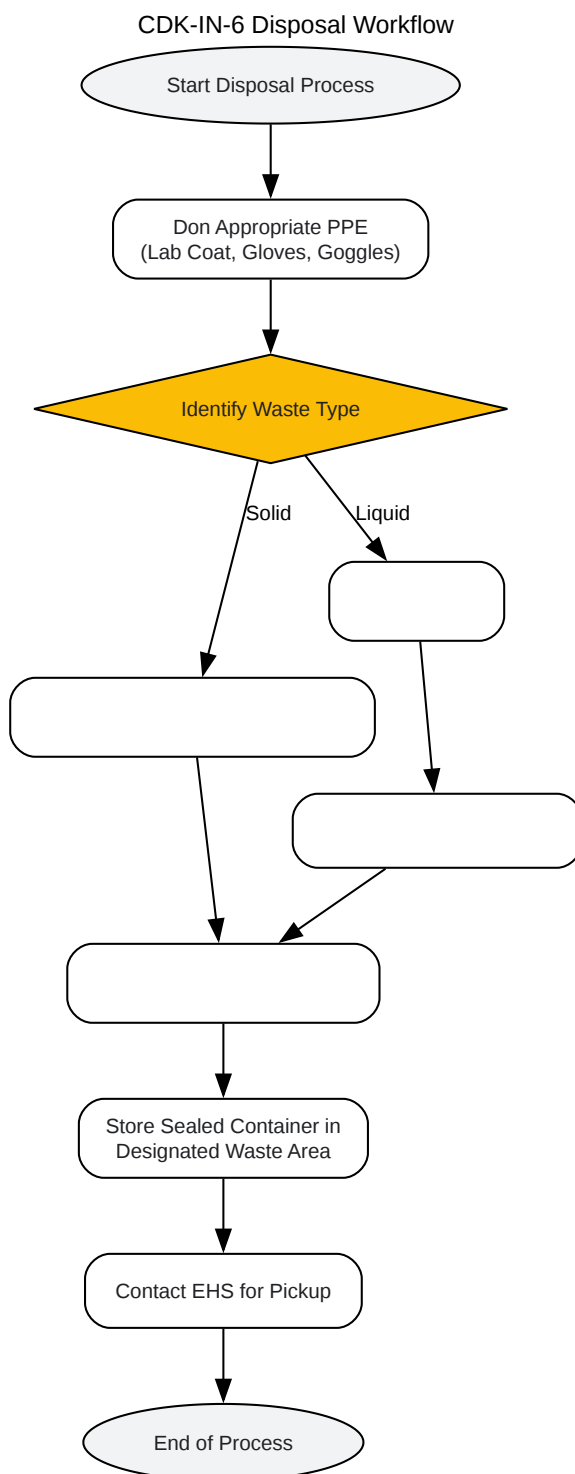 CDK-IN-6 Disposal Workflow
Start Disposal Process
Don Appropriate PPE
(Lab Coat, Gloves, Goggles)
Identify Waste Type
Solid
Liquid
Store Sealed Container in
Designated Waste Area
Contact EHS for Pickup
End of Process